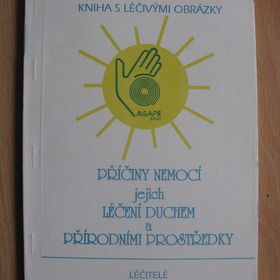 KNIHA S LÉČIVÝMI OBRÁZKY
AGAPE
PŘÍČINY NEMOCÍ
jejich
LÉČENÍ DUCHEM
a
PŘÍRODNÍMI PROSTŘEDKY
LÉČITELÉ